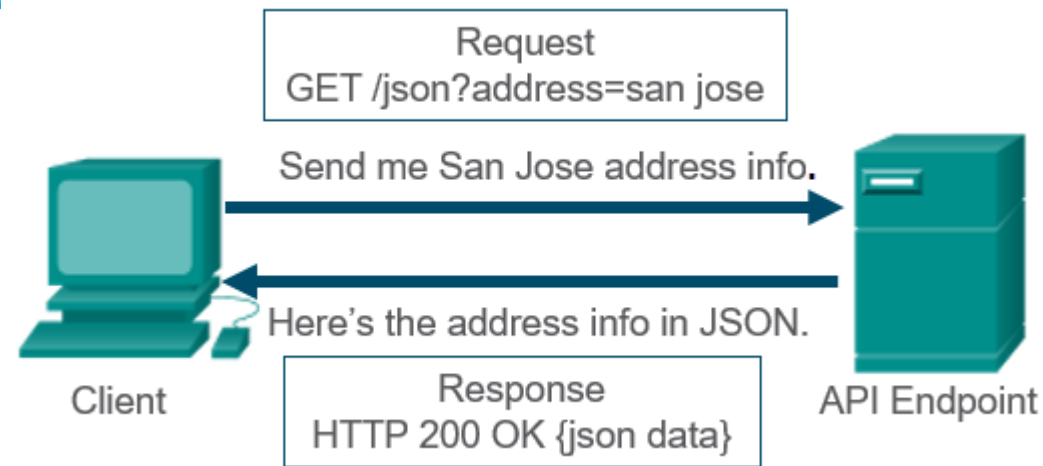 Request
GET /json?address=san jose
Send me San Jose address info.
Here’s the address info in JSON.
Client
Response
HTTP 200 OK {json data}
API Endpoint